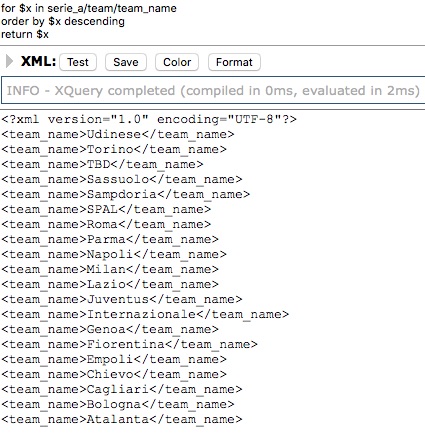 for $x in serie_a/team/team_name
order by $x descending
return $x
XML: Test Save Color Format
INFO - XQuery completed (compiled in 0ms, evaluated in 2ms)
<?xml version="1.0" encoding="UTF-8"?>
<team_name>Udinese</team_name>
<team_name>Torino</team_name>
<team_name>TBD</team_name>
<team_name>Sassuolo</team_name>
<team_name>Sampdoria</team_name>
<team_name>SPAL</team_name>
<team_name>Roma</team_name>
<team_name>Parma</team_name>
<team_name>Napoli</team_name>
<team_name>Milan</team_name>
<team_name>Lazio</team_name>
<team_name>Juventus</team_name>
<team_name>Internazionale</team_name>
<team_name>Genoa</team_name>
<team_name>Fiorentina</team_name>
<team_name>Empoli</team_name>
<team_name>Chievo</team_name>
<team_name>Cagliari</team_name>
<team_name>Bologna</team_name>
<team_name>Atalanta</team_name>